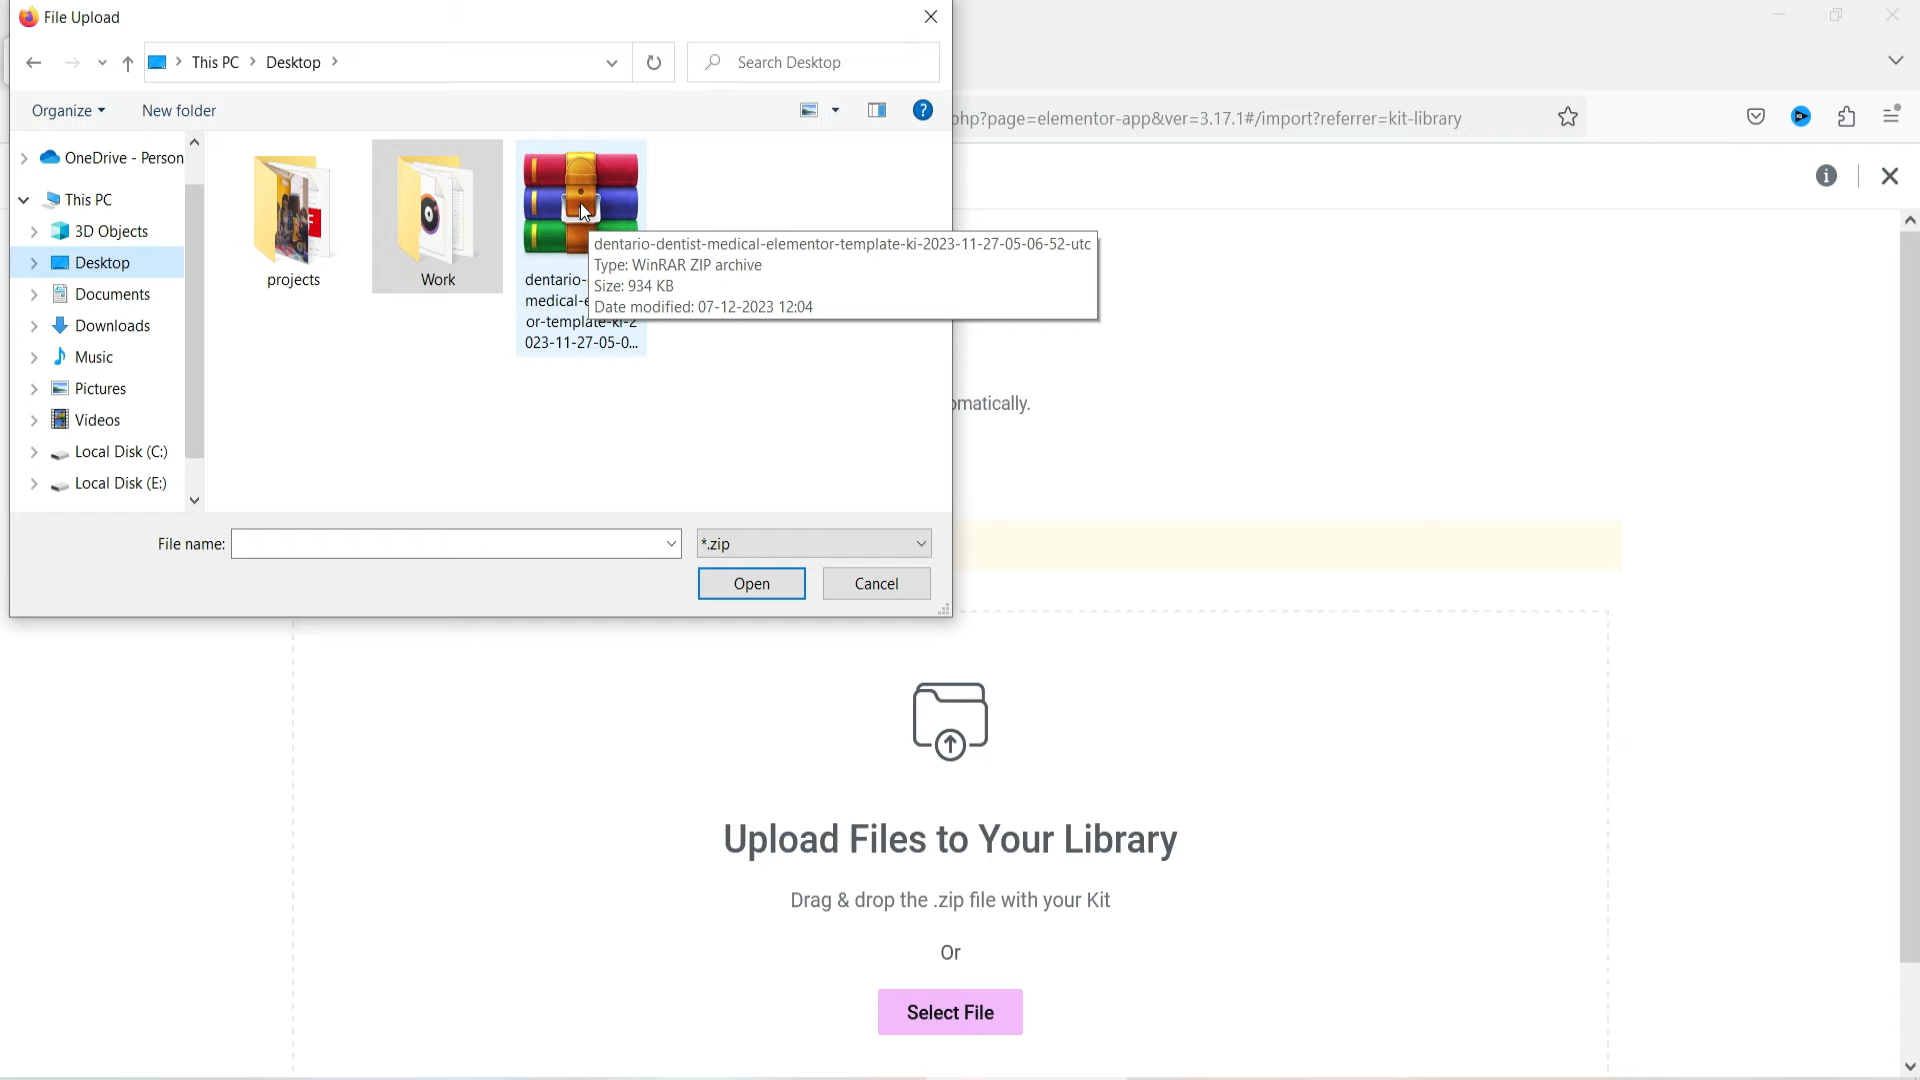 File Upload
This PC
Desktop
Search Desktop
Organize
New folder
php?page=elementor-app&ver=3.17.1#/import?referrer=kit-library
OneDrive - Person
This PC
3D Objects
Desktop
Documents
Downloads
Music
Pictures
Videos
Local Disk (C:)
Local Disk (E:)
projects
Work
dentario-
medical-e
or-template-ki-2
023-11-27-05-0...
dentario-dentist-medical-elementor-template-ki-2023-11-27-05-06-52-utc
Type: WinRAR ZIP archive
Size: 934 KB
Date modified: 07-12-2023 12:04
omatically.
File name:
*.zip
Open
Cancel
Upload Files to Your Library
Drag & drop the .zip file with your Kit
Or
Select File